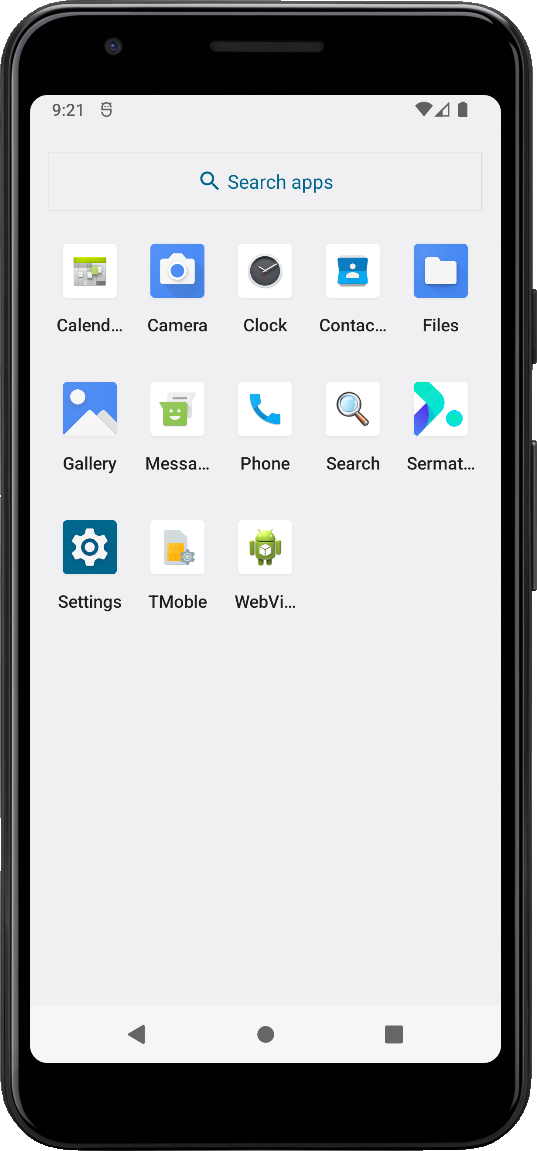 9:21
Search apps
Calend... Camera Clock Contac... Files
Gallery Messa... Phone Search Sermat...
Settings TMoble WebVi...